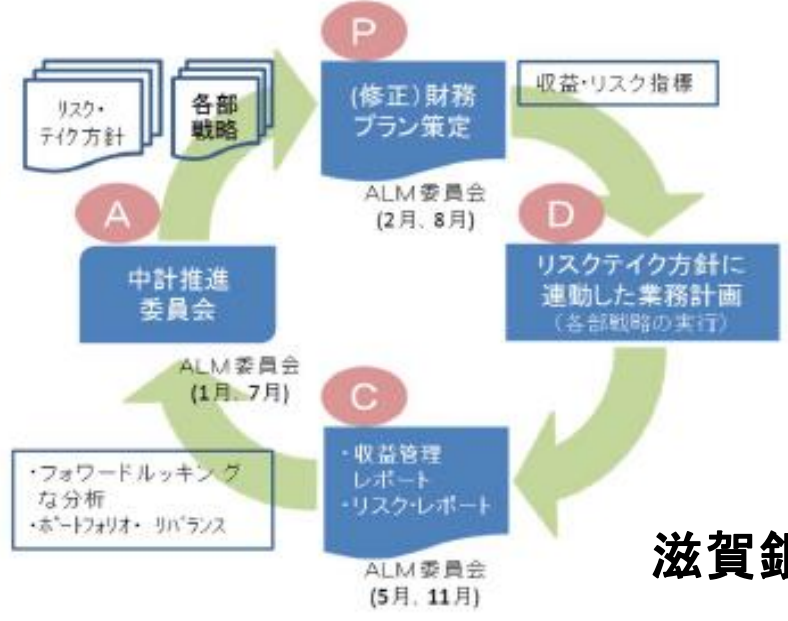 P
リスク・
テイク方針
各部
戦略
(修正)財務
プラン策定
収益・リスク指標
ALM委員会
(2月、8月)
A
D
中計推進
委員会
リスクテイク方針に
連動した業務計画
(各部戦略の実行)
ALM委員会
(1月、7月)
C
・フォワードルッキング
な分析
・ポートフォリオ・リバランス
・収益管理
レポート
・リスク・レポート
ALM委員会
(5月、11月)
滋賀銀